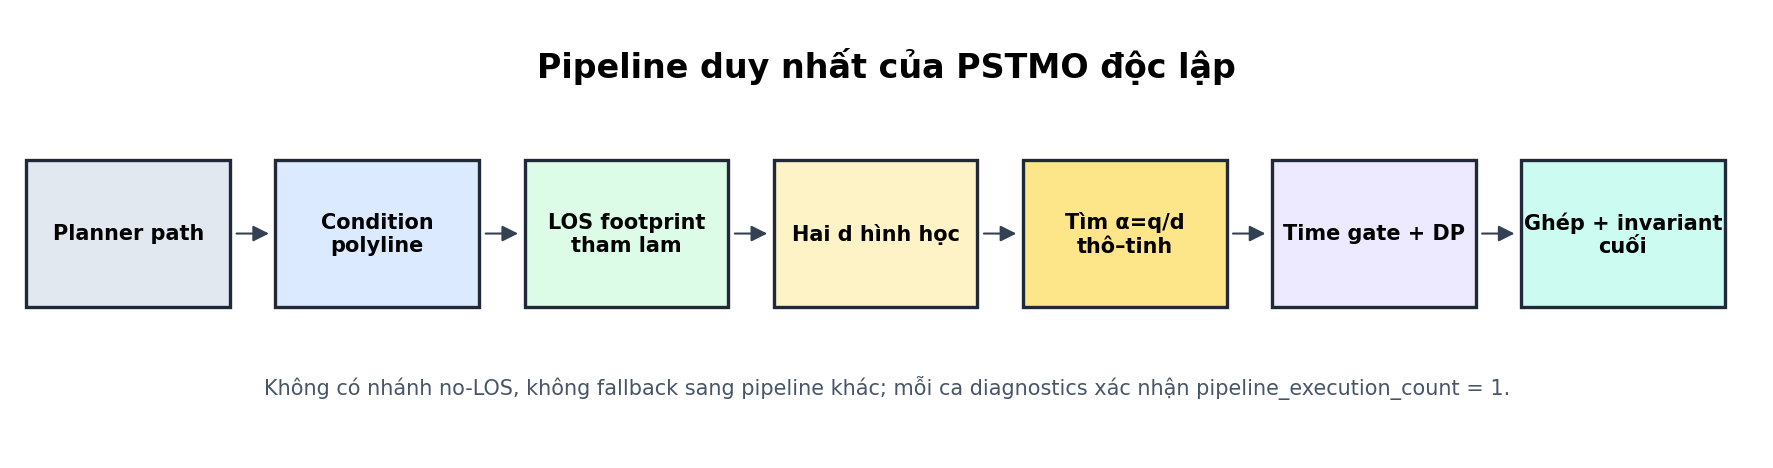 Pipeline duy nhất của PSTMO độc lập
Planner path
Condition
polyline
LOS footprint
tham lam
Hai d hình học
Tìm α=q/d
thô–tinh
Time gate + DP
Ghép + invariant
cuối
Không có nhánh no-LOS, không fallback sang pipeline khác; mỗi ca diagnostics xác nhận pipeline_execution_count = 1.